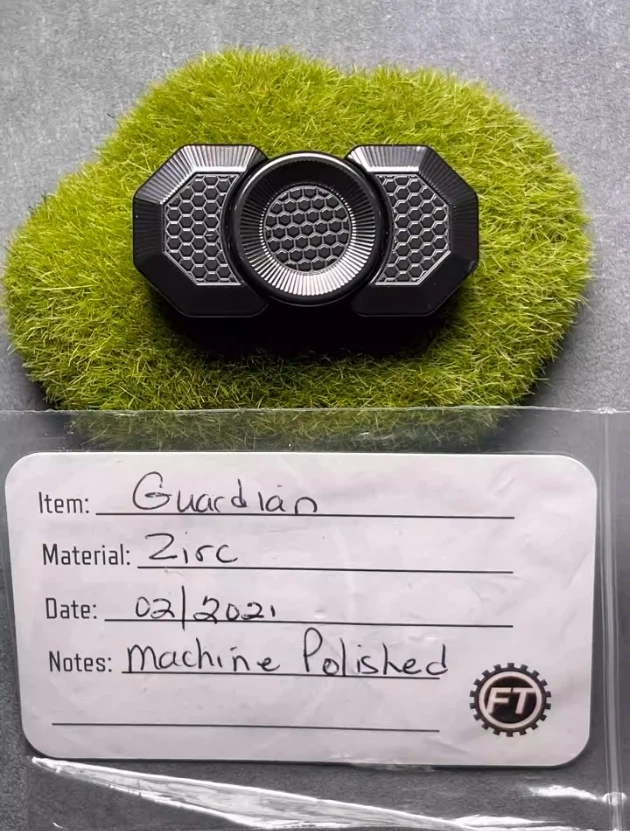 Item: Guardian
Material: Zirc
Date: 02/2021
Notes: Machine Polished
FT